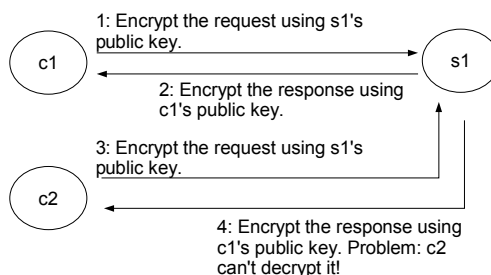 1: Encrypt the request using s1's
public key.
c1
s1
2: Encrypt the response using
c1's public key.
3: Encrypt the request using s1's
public key.
c2
4: Encrypt the response using
c1's public key. Problem: c2
can't decrypt it!